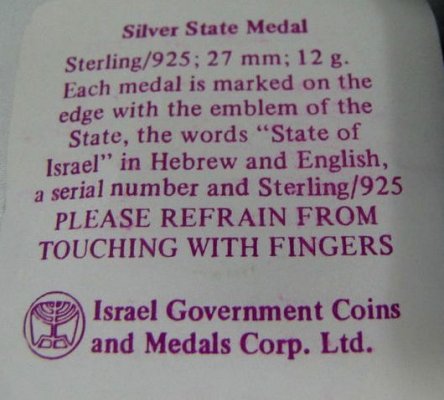 Silver State Medal
Sterling/925; 27 mm; 12 g.
Each medal is marked on the
edge with the emblem of the
State, the words “State of
Israel” in Hebrew and English,
a serial number and Sterling/925
PLEASE REFRAIN FROM
TOUCHING WITH FINGERS
Israel Government Coins
and Medals Corp. Ltd.